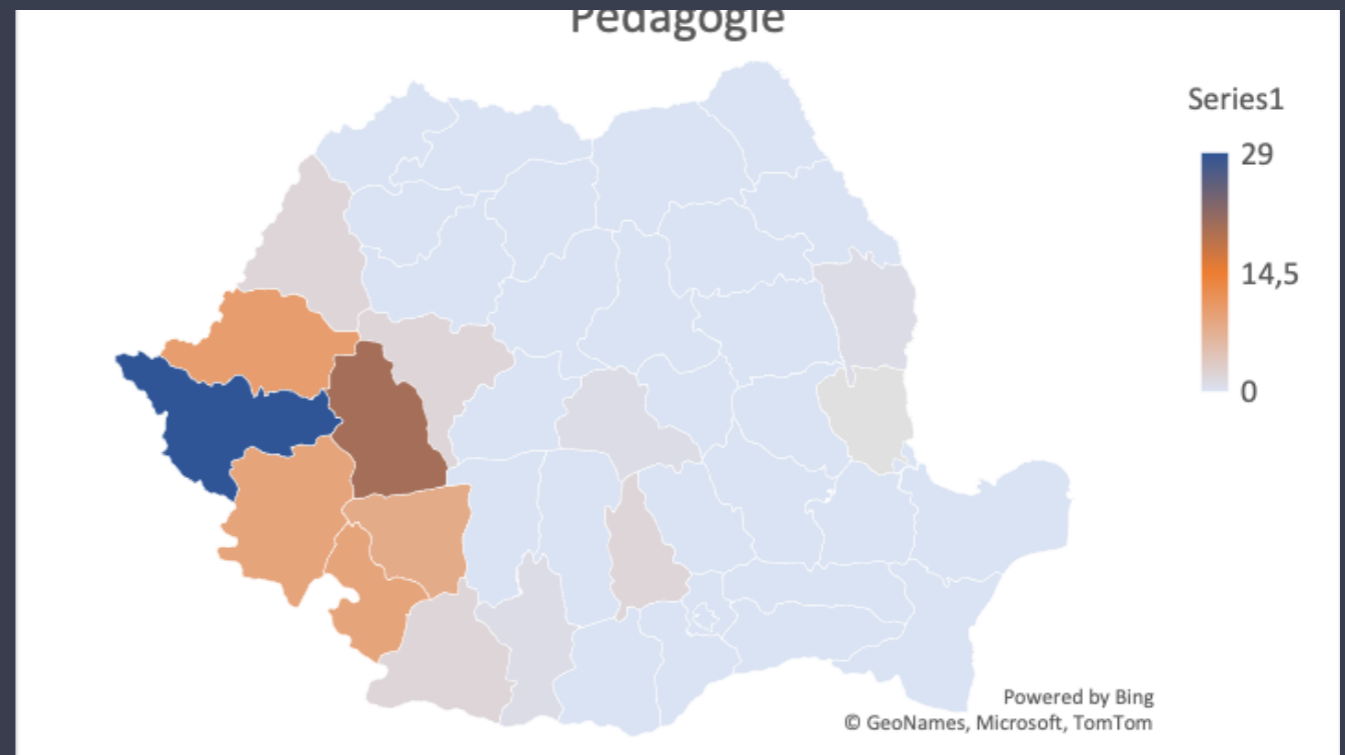 Pedagogie
Series1
29
14,5
0
Powered by Bing
© GeoNames, Microsoft, TomTom